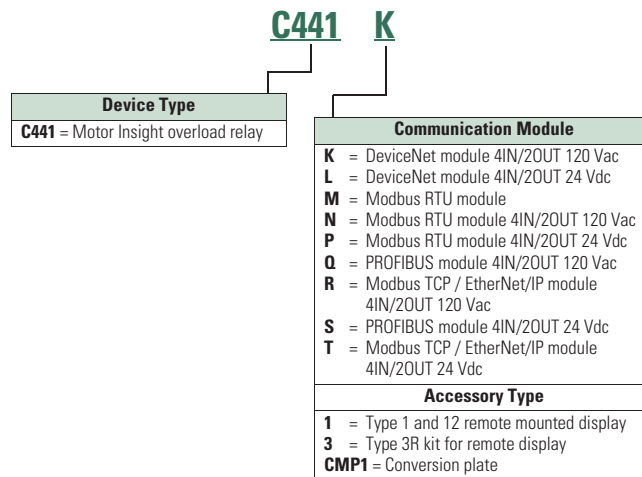 C441 K
Device Type
C441 = Motor Insight overload relay
Communication Module
K = DeviceNet module 4IN/2OUT 120 Vac
L = DeviceNet module 4IN/2OUT 24 Vdc
M = Modbus RTU module
N = Modbus RTU module 4IN/2OUT 120 Vac
P = Modbus RTU module 4IN/2OUT 24 Vdc
Q = PROFIBUS module 4IN/2OUT 120 Vac
R = Modbus TCP / EtherNet/IP module
4IN/2OUT 120 Vac
S = PROFIBUS module 4IN/2OUT 24 Vdc
T = Modbus TCP / EtherNet/IP module
4IN/2OUT 24 Vdc
Accessory Type
1 = Type 1 and 12 remote mounted display
3 = Type 3R kit for remote display
CMP1 = Conversion plate